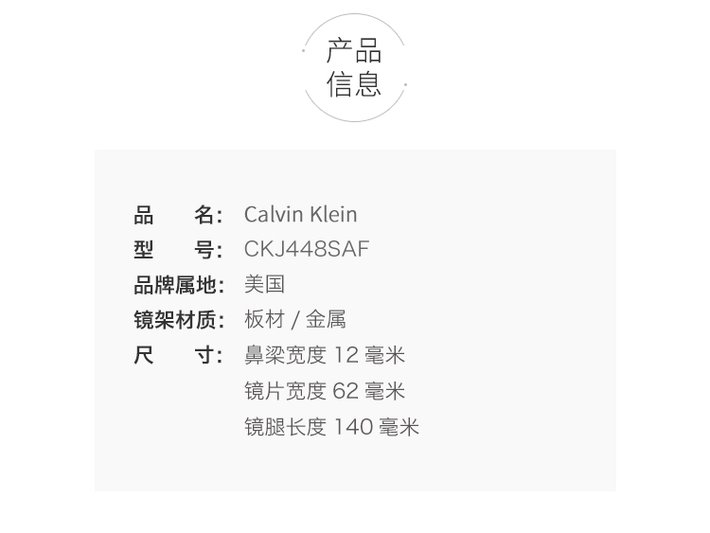 产品
信息
品 名： Calvin Klein
型 号： CKJ448SAF
品牌属地： 美国
镜架材质： 板材 / 金属
尺 寸： 鼻梁宽度 12 毫米
镜片宽度 62 毫米
镜腿长度 140 毫米